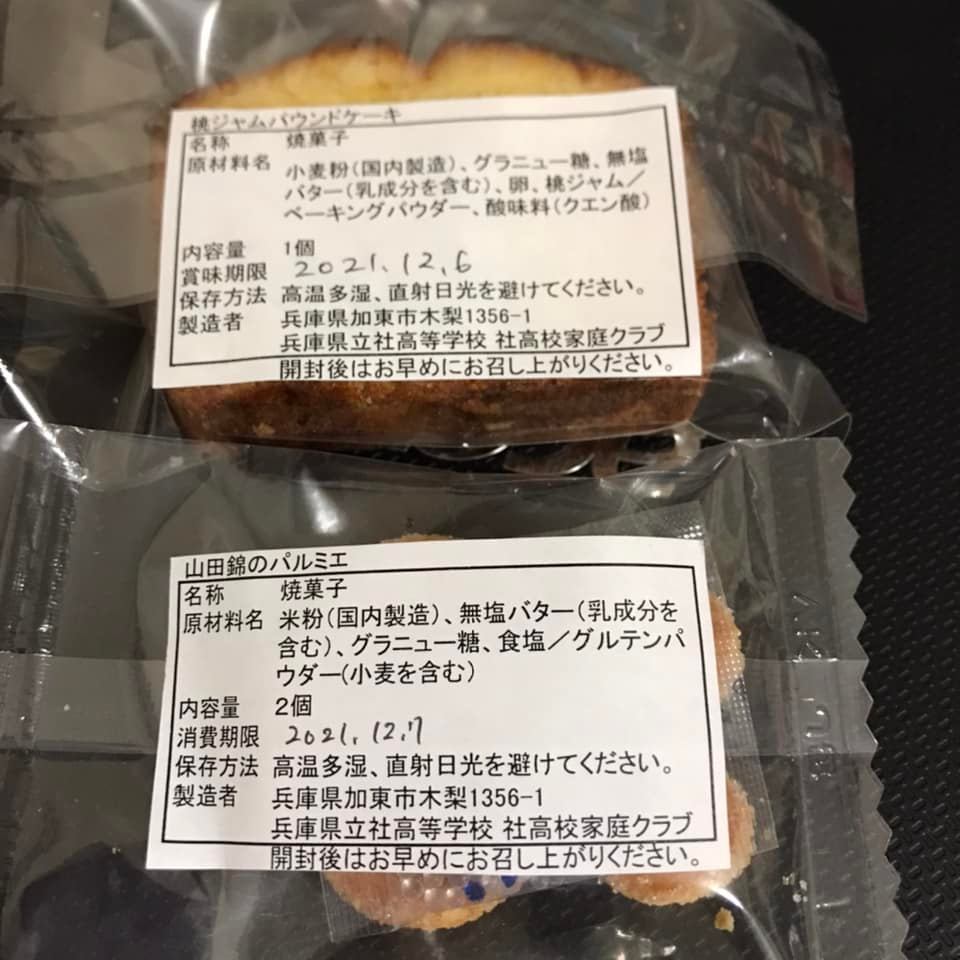 桃ジャムパウンドケーキ
名称 焼菓子
原材料名 小麦粉(国内製造)、グラニュー糖、無塩
バター(乳成分を含む)、卵、桃ジャム/
ベーキングパウダー、酸味料(クエン酸)
内容量 1個
賞味期限 2021.12.6
保存方法 高温多湿、直射日光を避けてください。
製造者 兵庫県加東市木梨1356-1
兵庫県立社高等学校 社高校家庭クラブ
開封後はお早めにお召し上がりください。
山田錦のパルミエ
名称 焼菓子
原材料名 米粉(国内製造)、無塩バター(乳成分を
含む)、グラニュー糖、食塩/グルテンパ
ウダー(小麦を含む)
内容量 2個
消費期限 2021.12.7
保存方法 高温多湿、直射日光を避けてください。
製造者 兵庫県加東市木梨1356-1
兵庫県立社高等学校 社高校家庭クラブ
開封後はお早めにお召し上がりください。